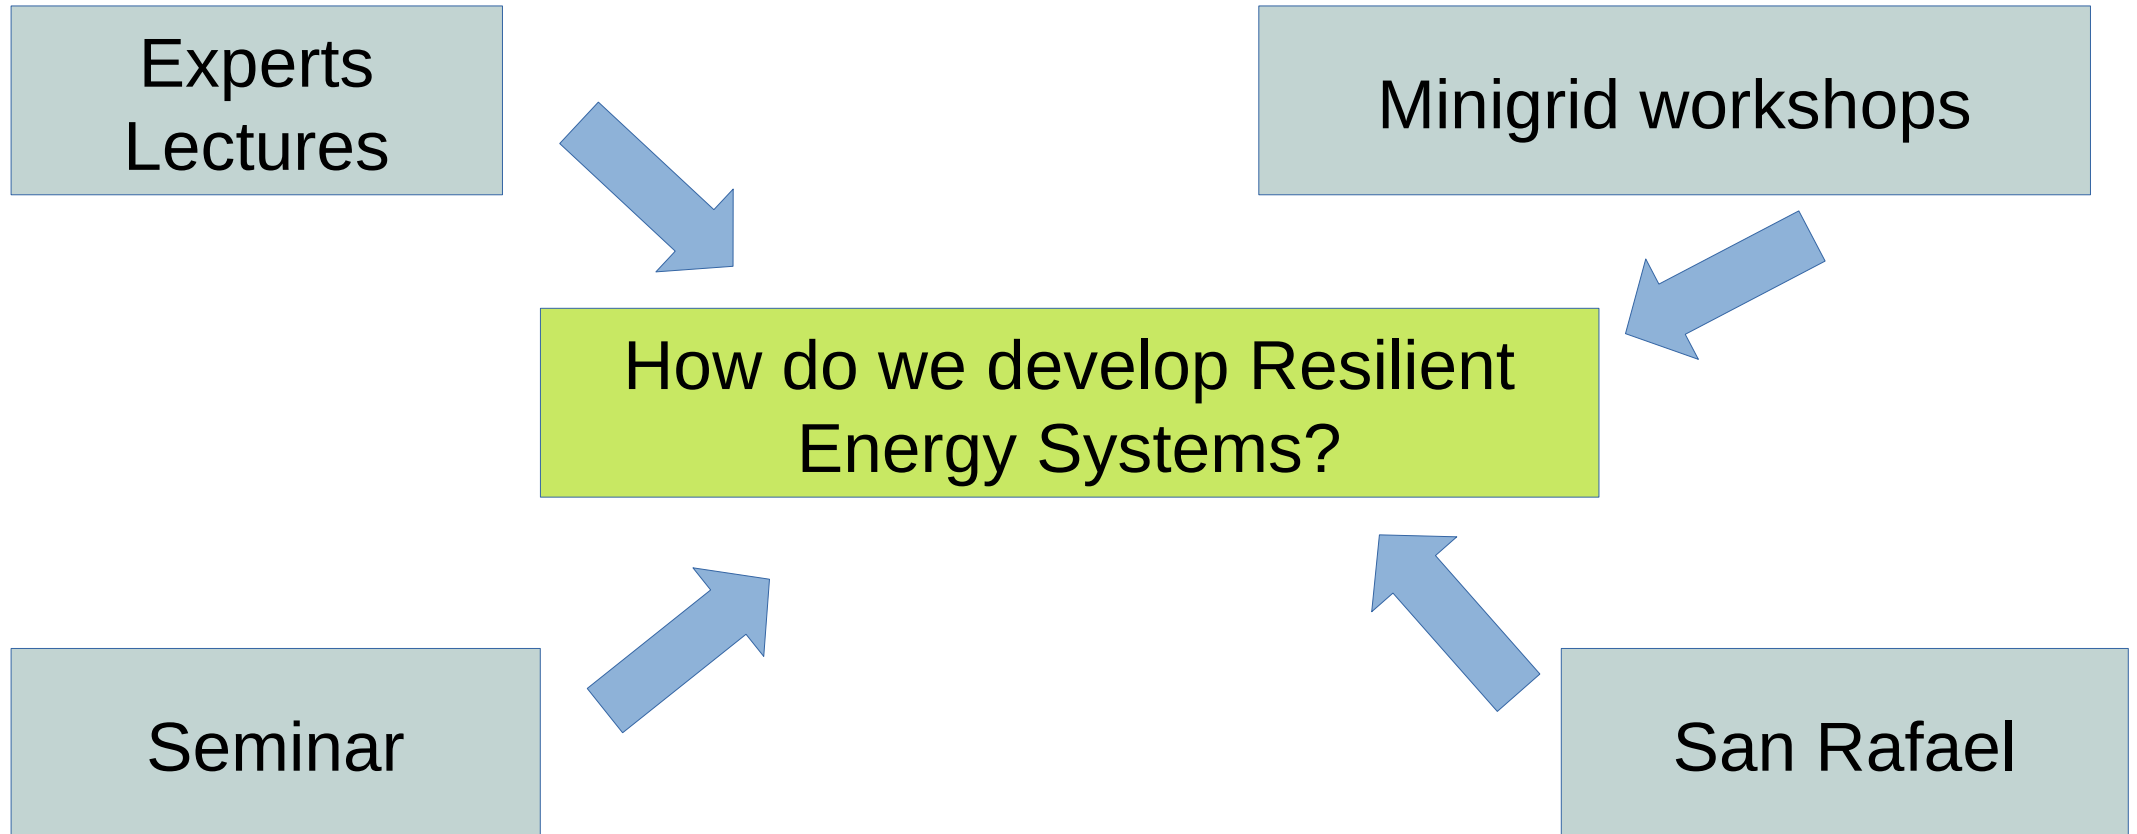 Experts
Lectures
Minigrid workshops
How do we develop Resilient
Energy Systems?
Seminar
San Rafael